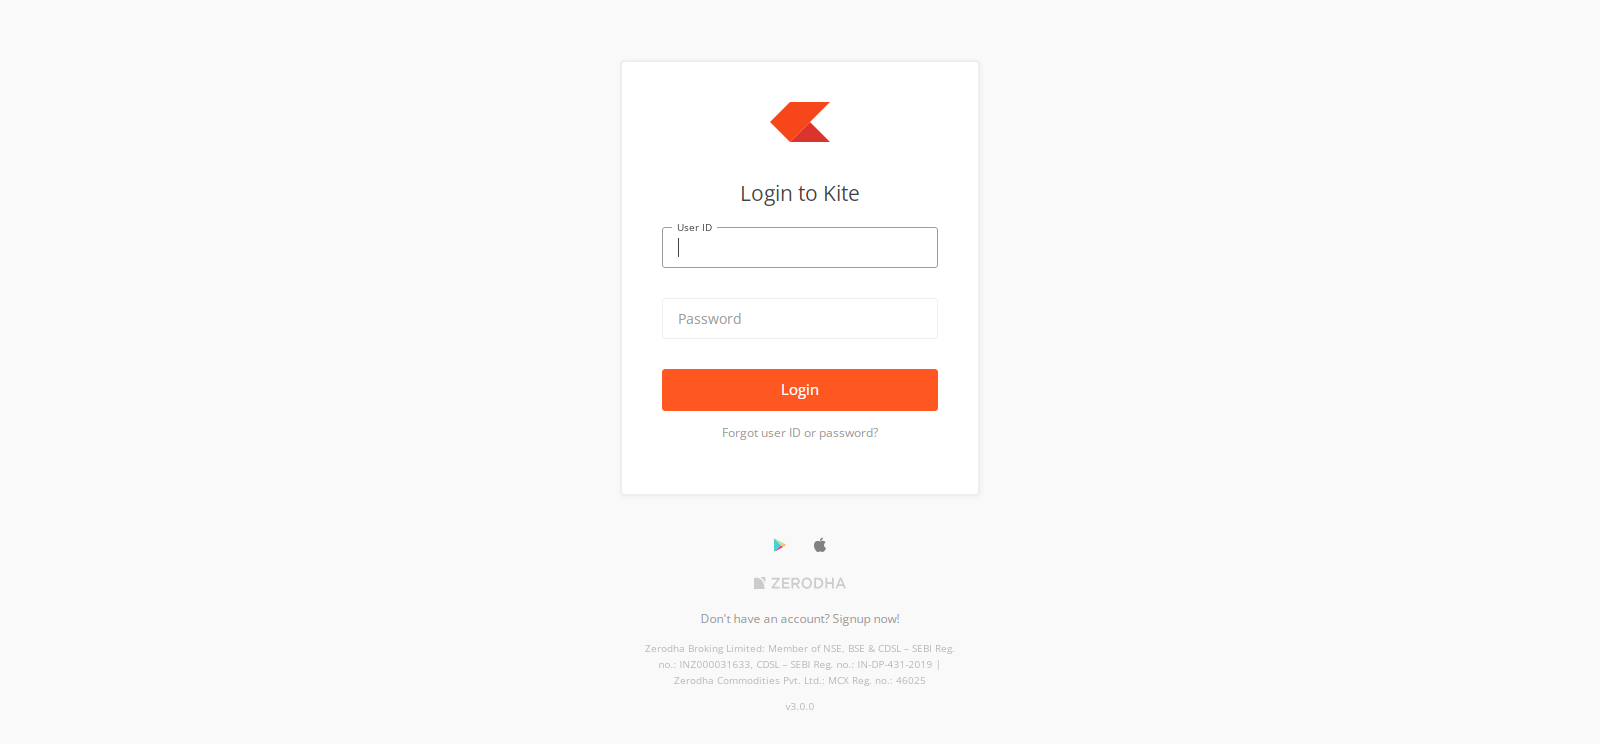 Login to Kite
User ID
Password
Login
Forgot user ID or password?
ZERODHA
Don't have an account? Signup now!
Zerodha Broking Limited: Member of NSE, BSE & CDSL – SEBI Reg.
no.: INZ000031633, CDSL – SEBI Reg. no.: IN-DP-431-2019 |
Zerodha Commodities Pvt. Ltd.: MCX Reg. no.: 46025
v3.0.0